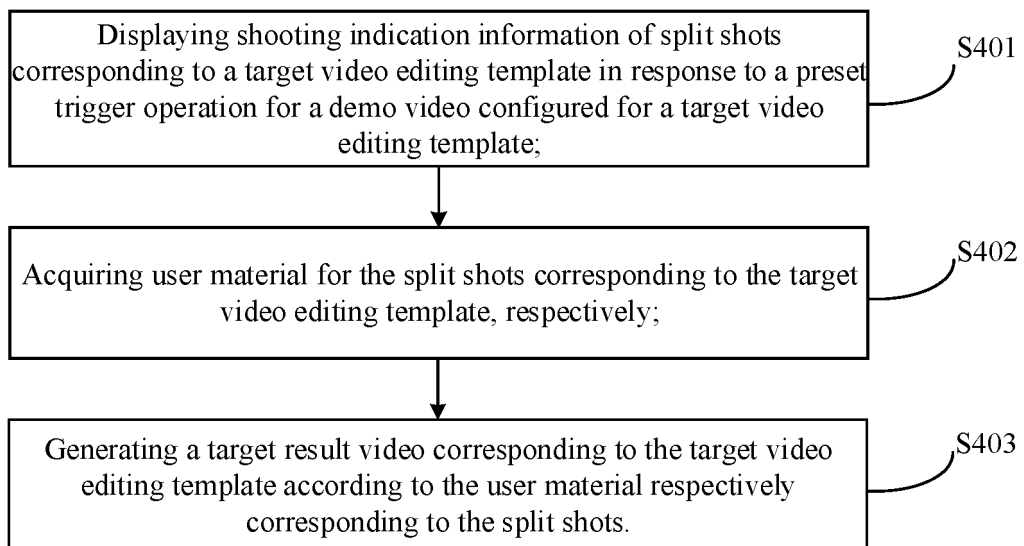 Displaying shooting indication information of split shots
corresponding to a target video editing template in response to a preset
trigger operation for a demo video configured for a target video
editing template;
S401
Acquiring user material for the split shots corresponding to the target
video editing template, respectively;
S402
Generating a target result video corresponding to the target video
editing template according to the user material respectively
corresponding to the split shots.
S403